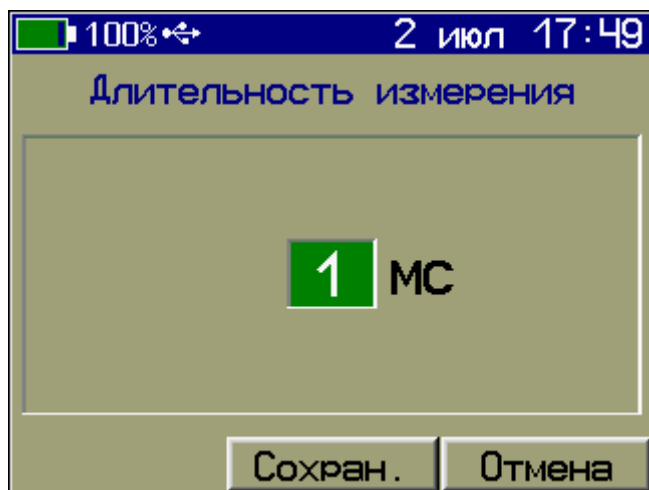 100% 2 июл 17:49
Длительность измерения
1 МС
Сохран. Отмена